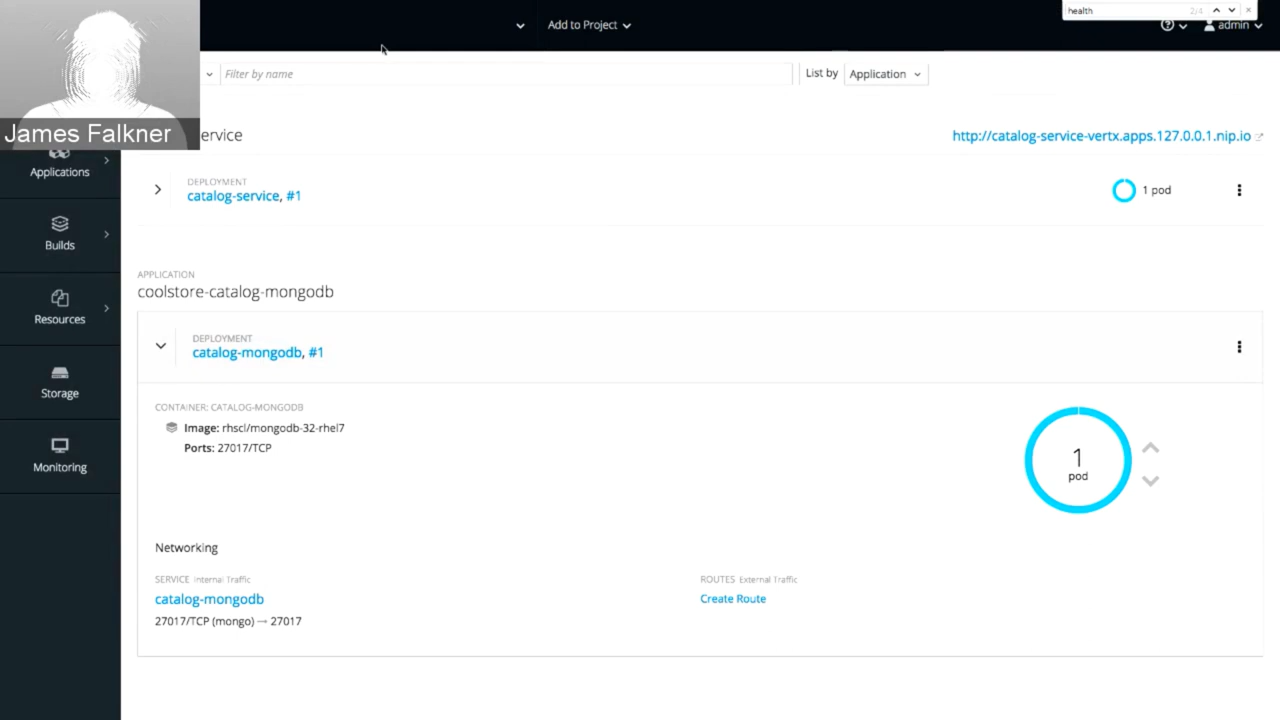 health 2/4
Add to Project
admin
Filter by name
List by Application
James Falkner
ervice
http://catalog-service-vertx.apps.127.0.0.1.nip.io
Applications
DEPLOYMENT
catalog-service, #1
1 pod
Builds
APPLICATION
coolstore-catalog-mongodb
Resources
DEPLOYMENT
catalog-mongodb, #1
Storage
CONTAINER: CATALOG-MONGODB
Image: rhscl/mongodb-32-rhel7
Ports: 27017/TCP
1
pod
Monitoring
Networking
SERVICE Internal Traffic
catalog-mongodb
27017/TCP (mongo) → 27017
ROUTES External Traffic
Create Route